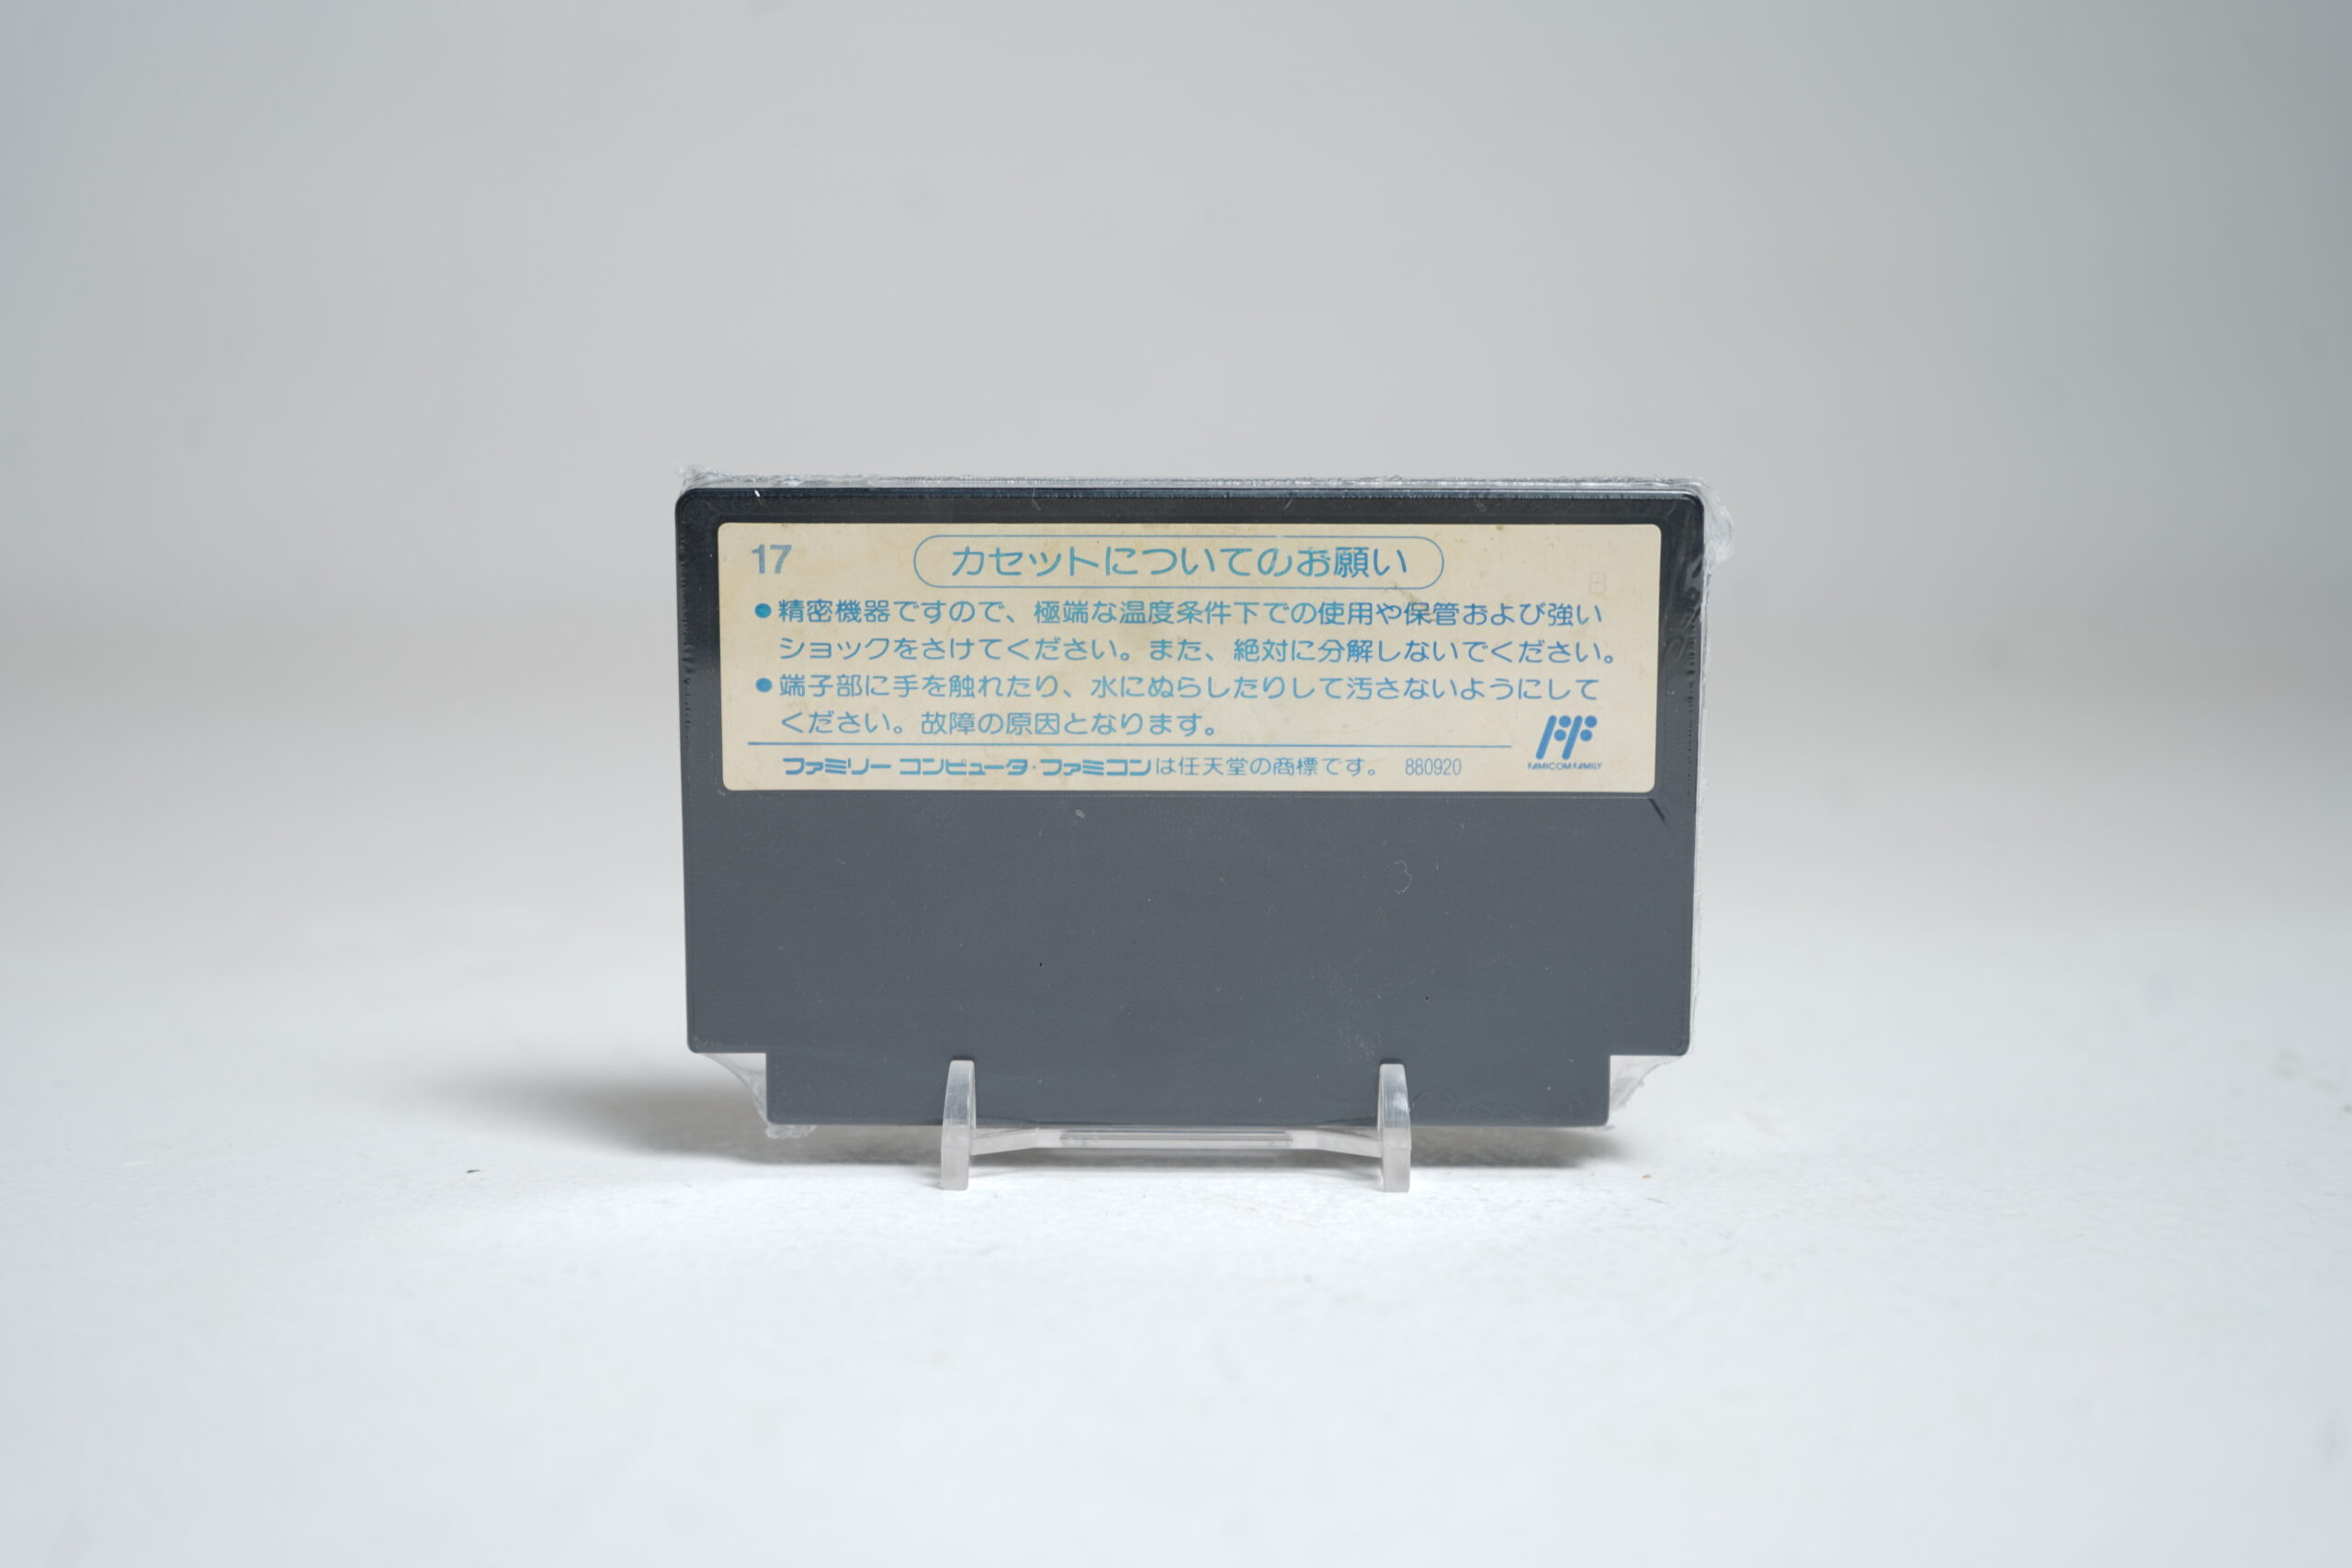 17
カセットについてのお願い
B
●精密機器ですので、極端な温度条件下での使用や保管および強い
ショックをさけてください。また、絶対に分解しないでください。
●端子部に手を触れたり、水にぬらしたりして汚さないようにして
ください。故障の原因となります。
ファミリー コンピュータ・ファミコンは任天堂の商標です。 880920
FAMICOM FAMILY